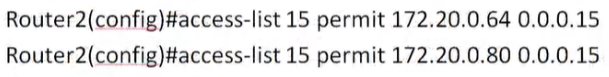 Router2(config)#access-list 15 permit 172.20.0.64 0.0.0.15
Router2(config)#access-list 15 permit 172.20.0.80 0.0.0.15